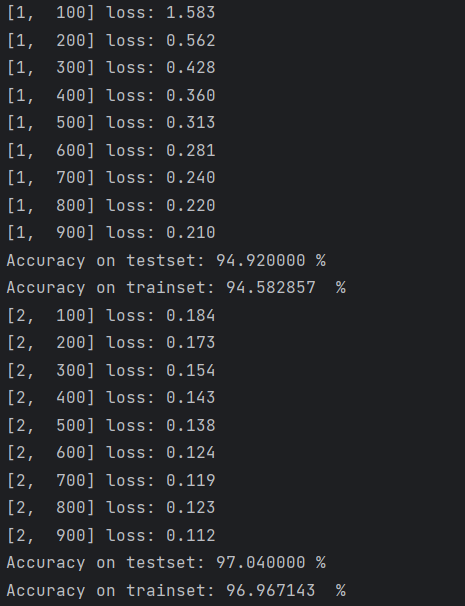 [1,  100] loss: 1.583
[1,  200] loss: 0.562
[1,  300] loss: 0.428
[1,  400] loss: 0.360
[1,  500] loss: 0.313
[1,  600] loss: 0.281
[1,  700] loss: 0.240
[1,  800] loss: 0.220
[1,  900] loss: 0.210
Accuracy on testset: 94.920000 %
Accuracy on trainset: 94.582857  %
[2,  100] loss: 0.184
[2,  200] loss: 0.173
[2,  300] loss: 0.154
[2,  400] loss: 0.143
[2,  500] loss: 0.138
[2,  600] loss: 0.124
[2,  700] loss: 0.119
[2,  800] loss: 0.123
[2,  900] loss: 0.112
Accuracy on testset: 97.040000 %
Accuracy on trainset: 96.967143  %